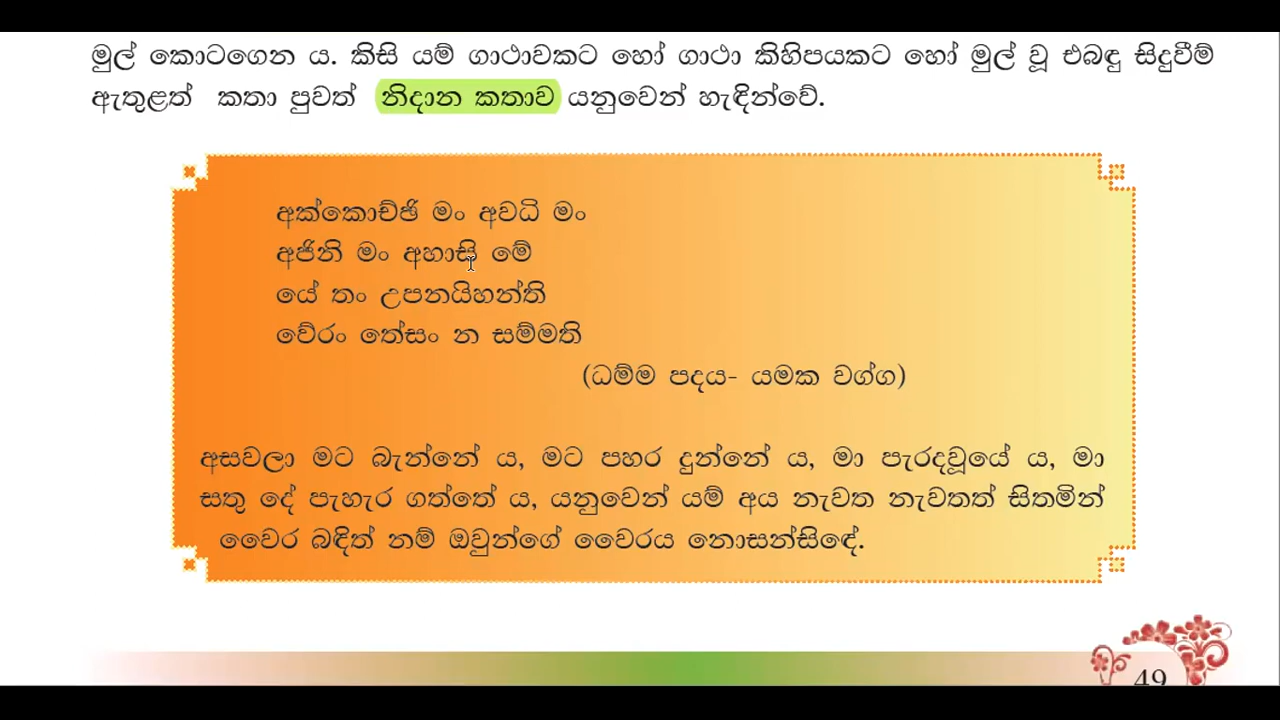 මුල් කොටගෙන ය. කිසි යම් ගාථාවකට හෝ ගාථා කිහිපයකට හෝ මුල් වූ එබඳු සිදුවීම්
ඇතුළත් කතා පුවත් නිදාන කතාව යනුවෙන් හැඳින්වේ.
අක්කොච්ඡි මං අවධි මං
අජිනි මං අහාසි මේ
යේ තං උපනයිහන්ති
වේරං තේසං න සම්මති
(ධම්ම පදය- යමක වග්ග)
අසවලා මට බැන්නේ ය, මට පහර දුන්නේ ය, මා පැරදවූයේ ය, මා
සතු දේ පැහැර ගත්තේ ය, යනුවෙන් යම් අය නැවත නැවතත් සිතමින්
වෛර බඳිත් නම් ඔවුන්ගේ වෛරය නොසන්සිඳේ.
49